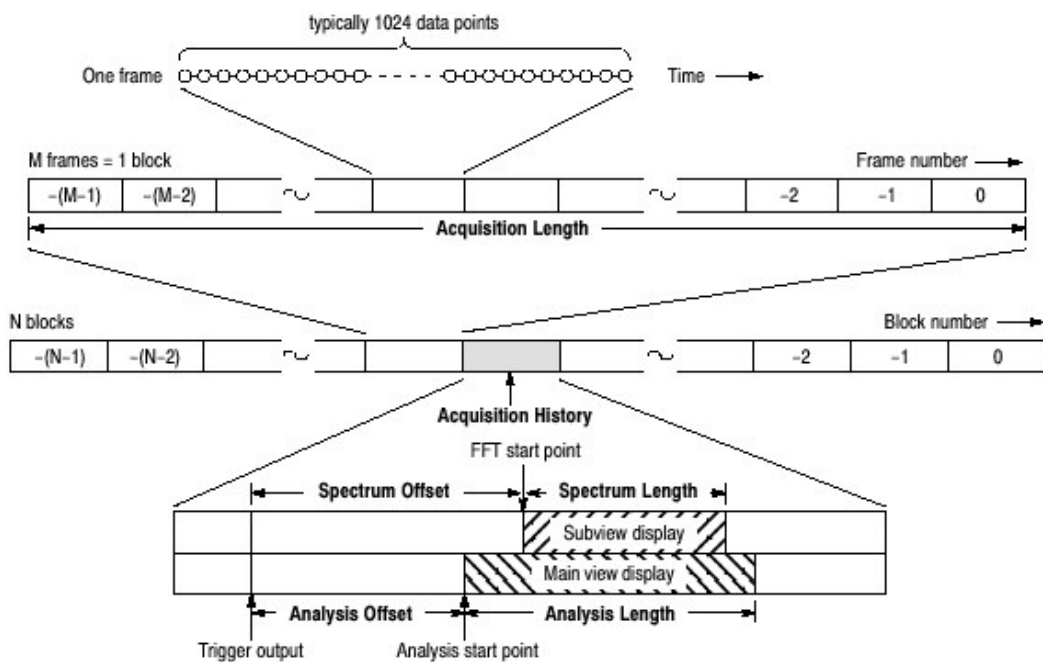 typically 1024 data points
One frame
Time
M frames = 1 block
Frame number
−(M−1) −(M−2) −2 −1 0
Acquisition Length
N blocks
Block number
−(N−1) −(N−2) −2 −1 0
Acquisition History
FFT start point
Spectrum Offset Spectrum Length
Subview display
Main view display
Analysis Offset Analysis Length
Trigger output Analysis start point